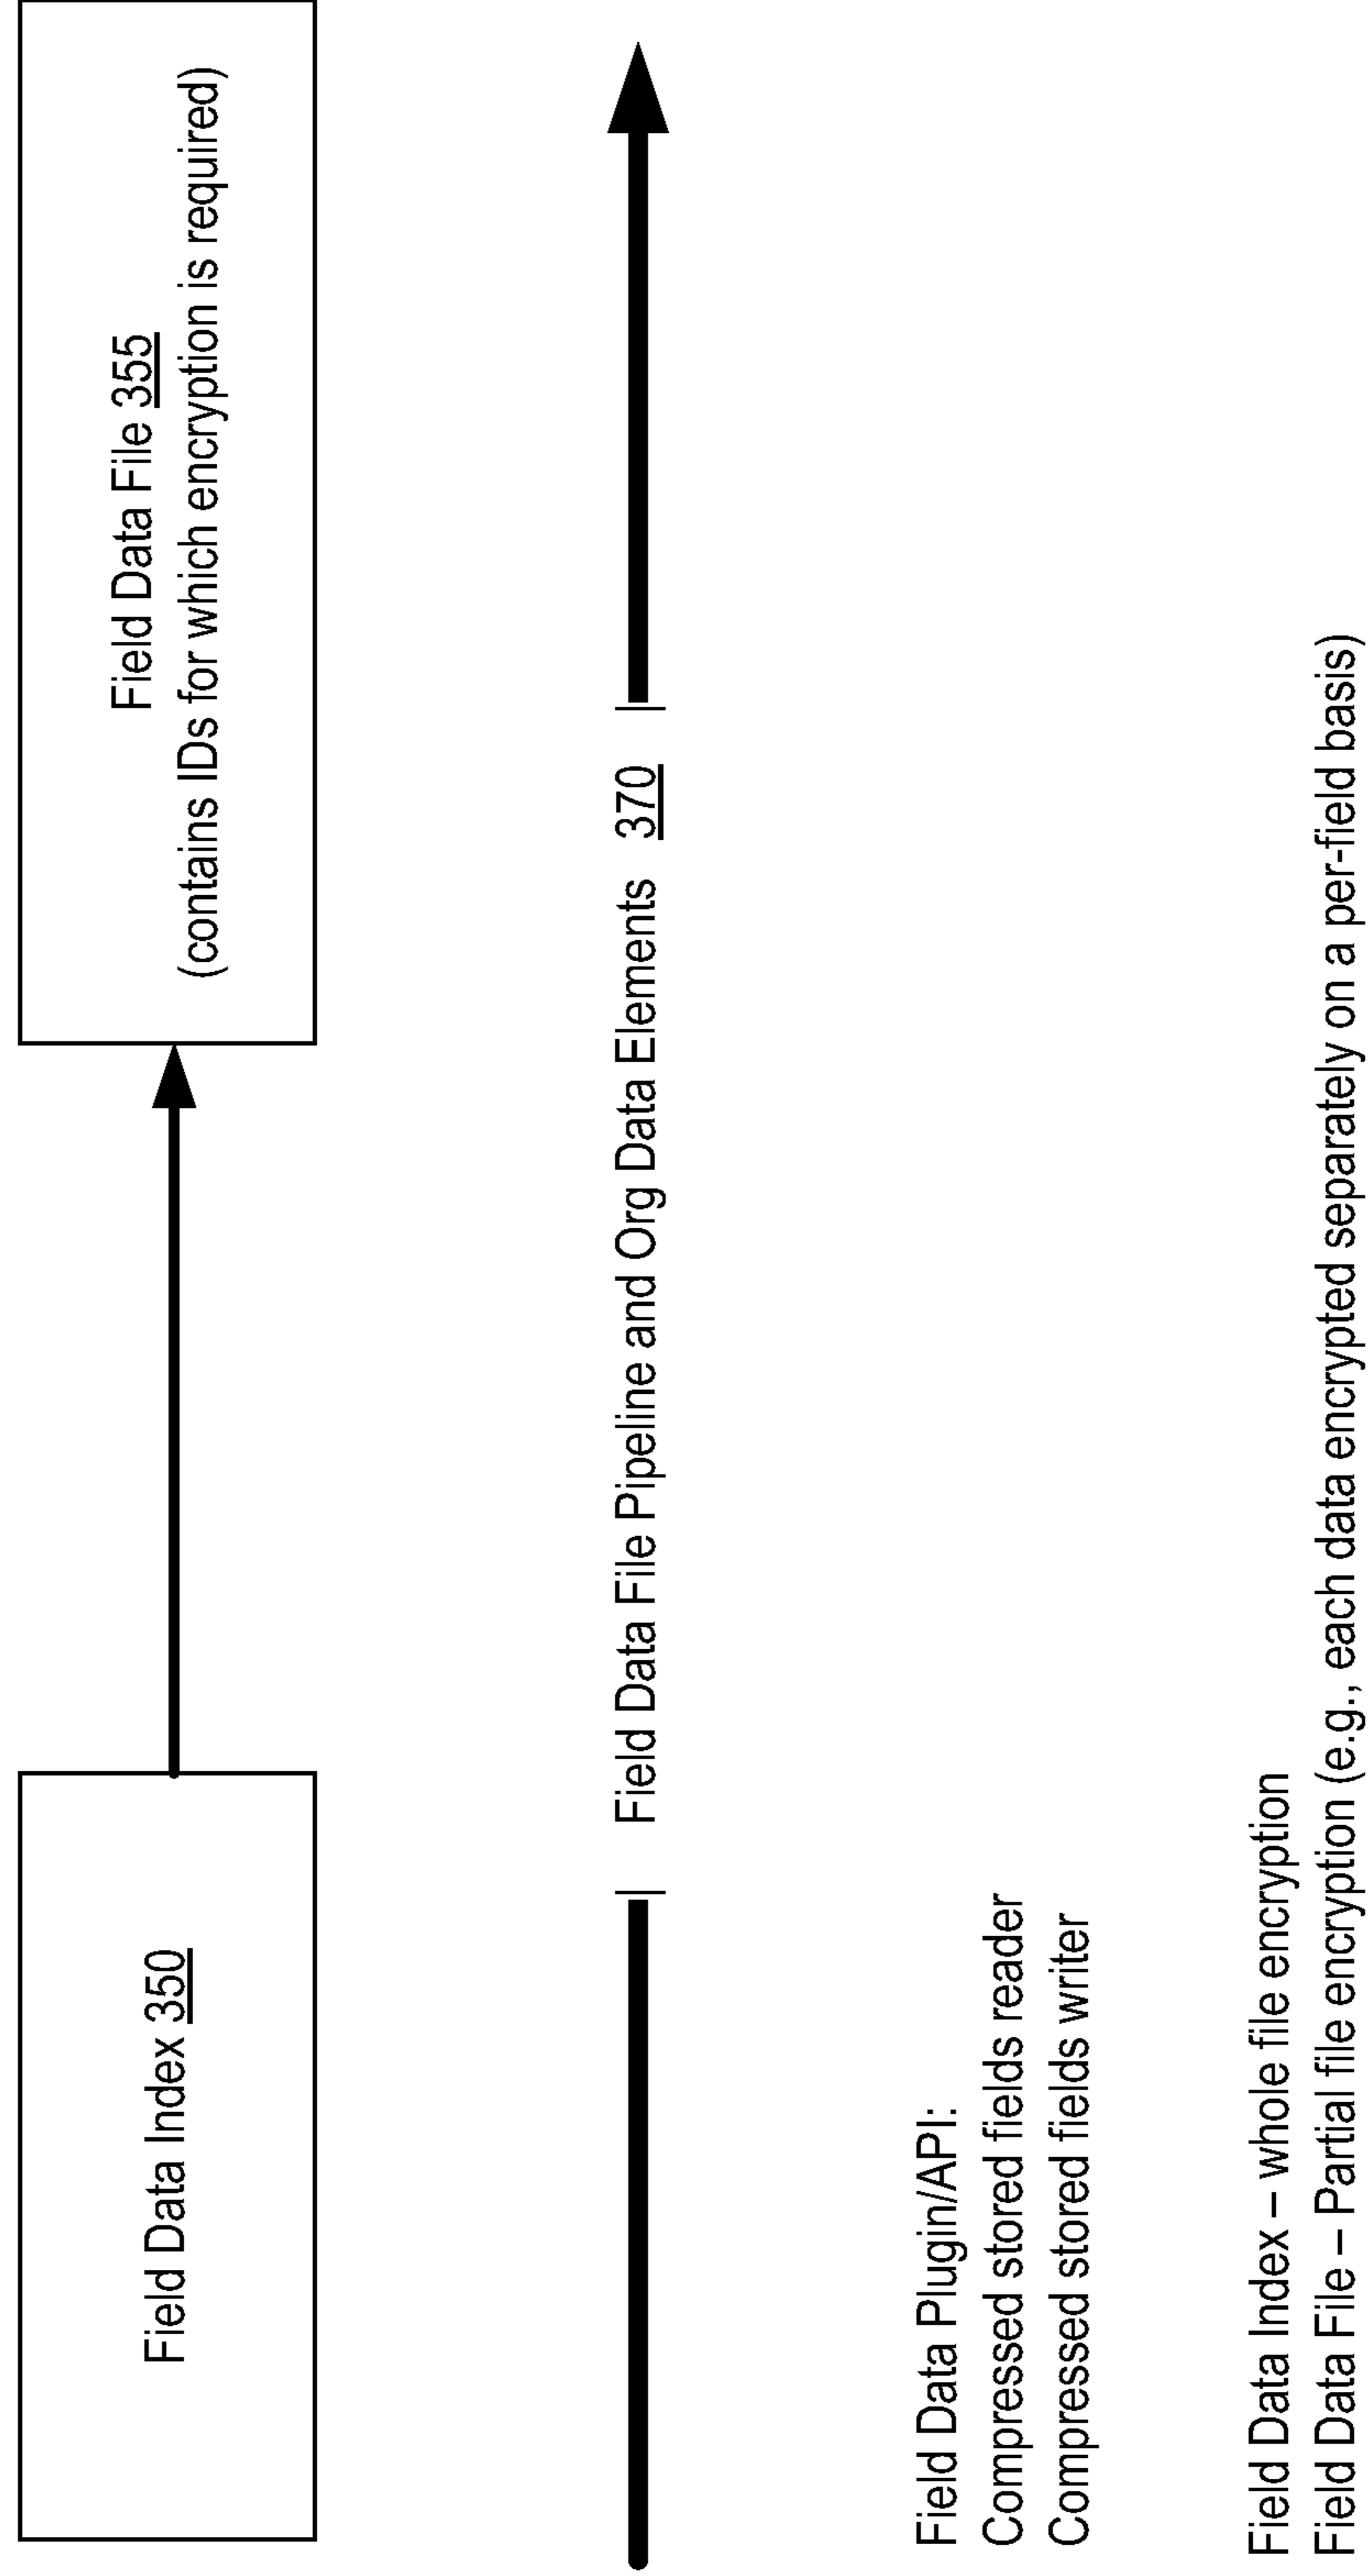 Field Data Index 350
Field Data File 355
(contains IDs for which encryption is required)
| Field Data File Pipeline and Org Data Elements 370 |
Field Data Plugin/API:
Compressed stored fields reader
Compressed stored fields writer
Field Data Index – whole file encryption
Field Data File – Partial file encryption (e.g., each data encrypted separately on a per-field basis)